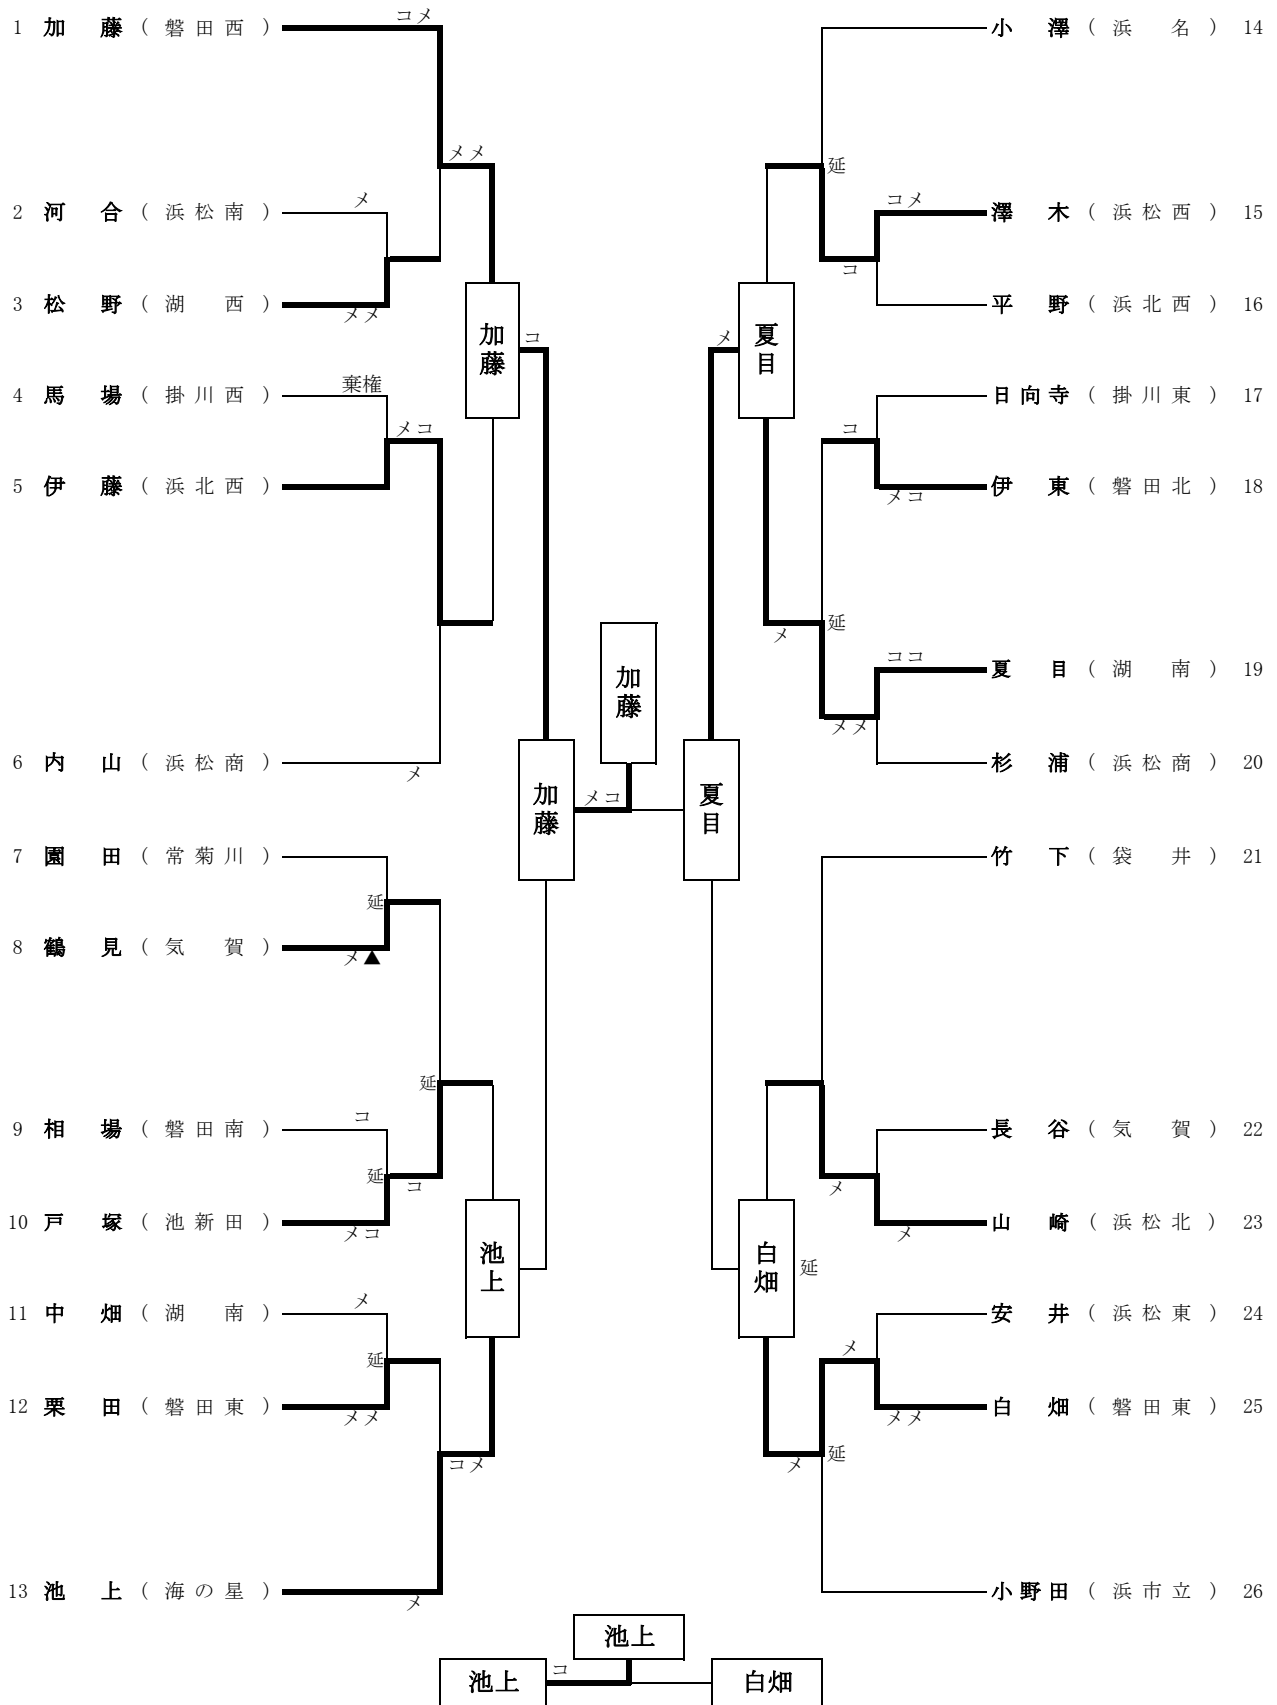 1 加藤（磐田西）
コメ
メメ
2 河合（浜松南）
メ
3 松野（湖西）
メメ
加藤
コ
4 馬場（掛川西）
棄権
メコ
5 伊藤（浜北西）
6 内山（浜松商）
メ
加藤
メコ
加藤
7 園田（常菊川）
延
8 鶴見（気賀）
メ▲
延
9 相場（磐田南）
コ
延
コ
10 戸塚（池新田）
メコ
池上
11 中畑（湖南）
メ
延
12 栗田（磐田東）
メメ
コメ
13 池上（海の星）
メ
小澤（浜名）14
延
コメ
澤木（浜松西）15
コ
平野（浜北西）16
夏目
メ
日向寺（掛川東）17
コ
伊東（磐田北）18
メコ
延
メ
ココ
夏目（湖南）19
メメ
杉浦（浜松商）20
夏目
竹下（袋井）21
長谷（気賀）22
メ
山崎（浜松北）23
メ
白畑
延
安井（浜松東）24
メ
白畑（磐田東）25
メメ
延
メ
小野田（浜市立）26
池上
池上
コ
白畑